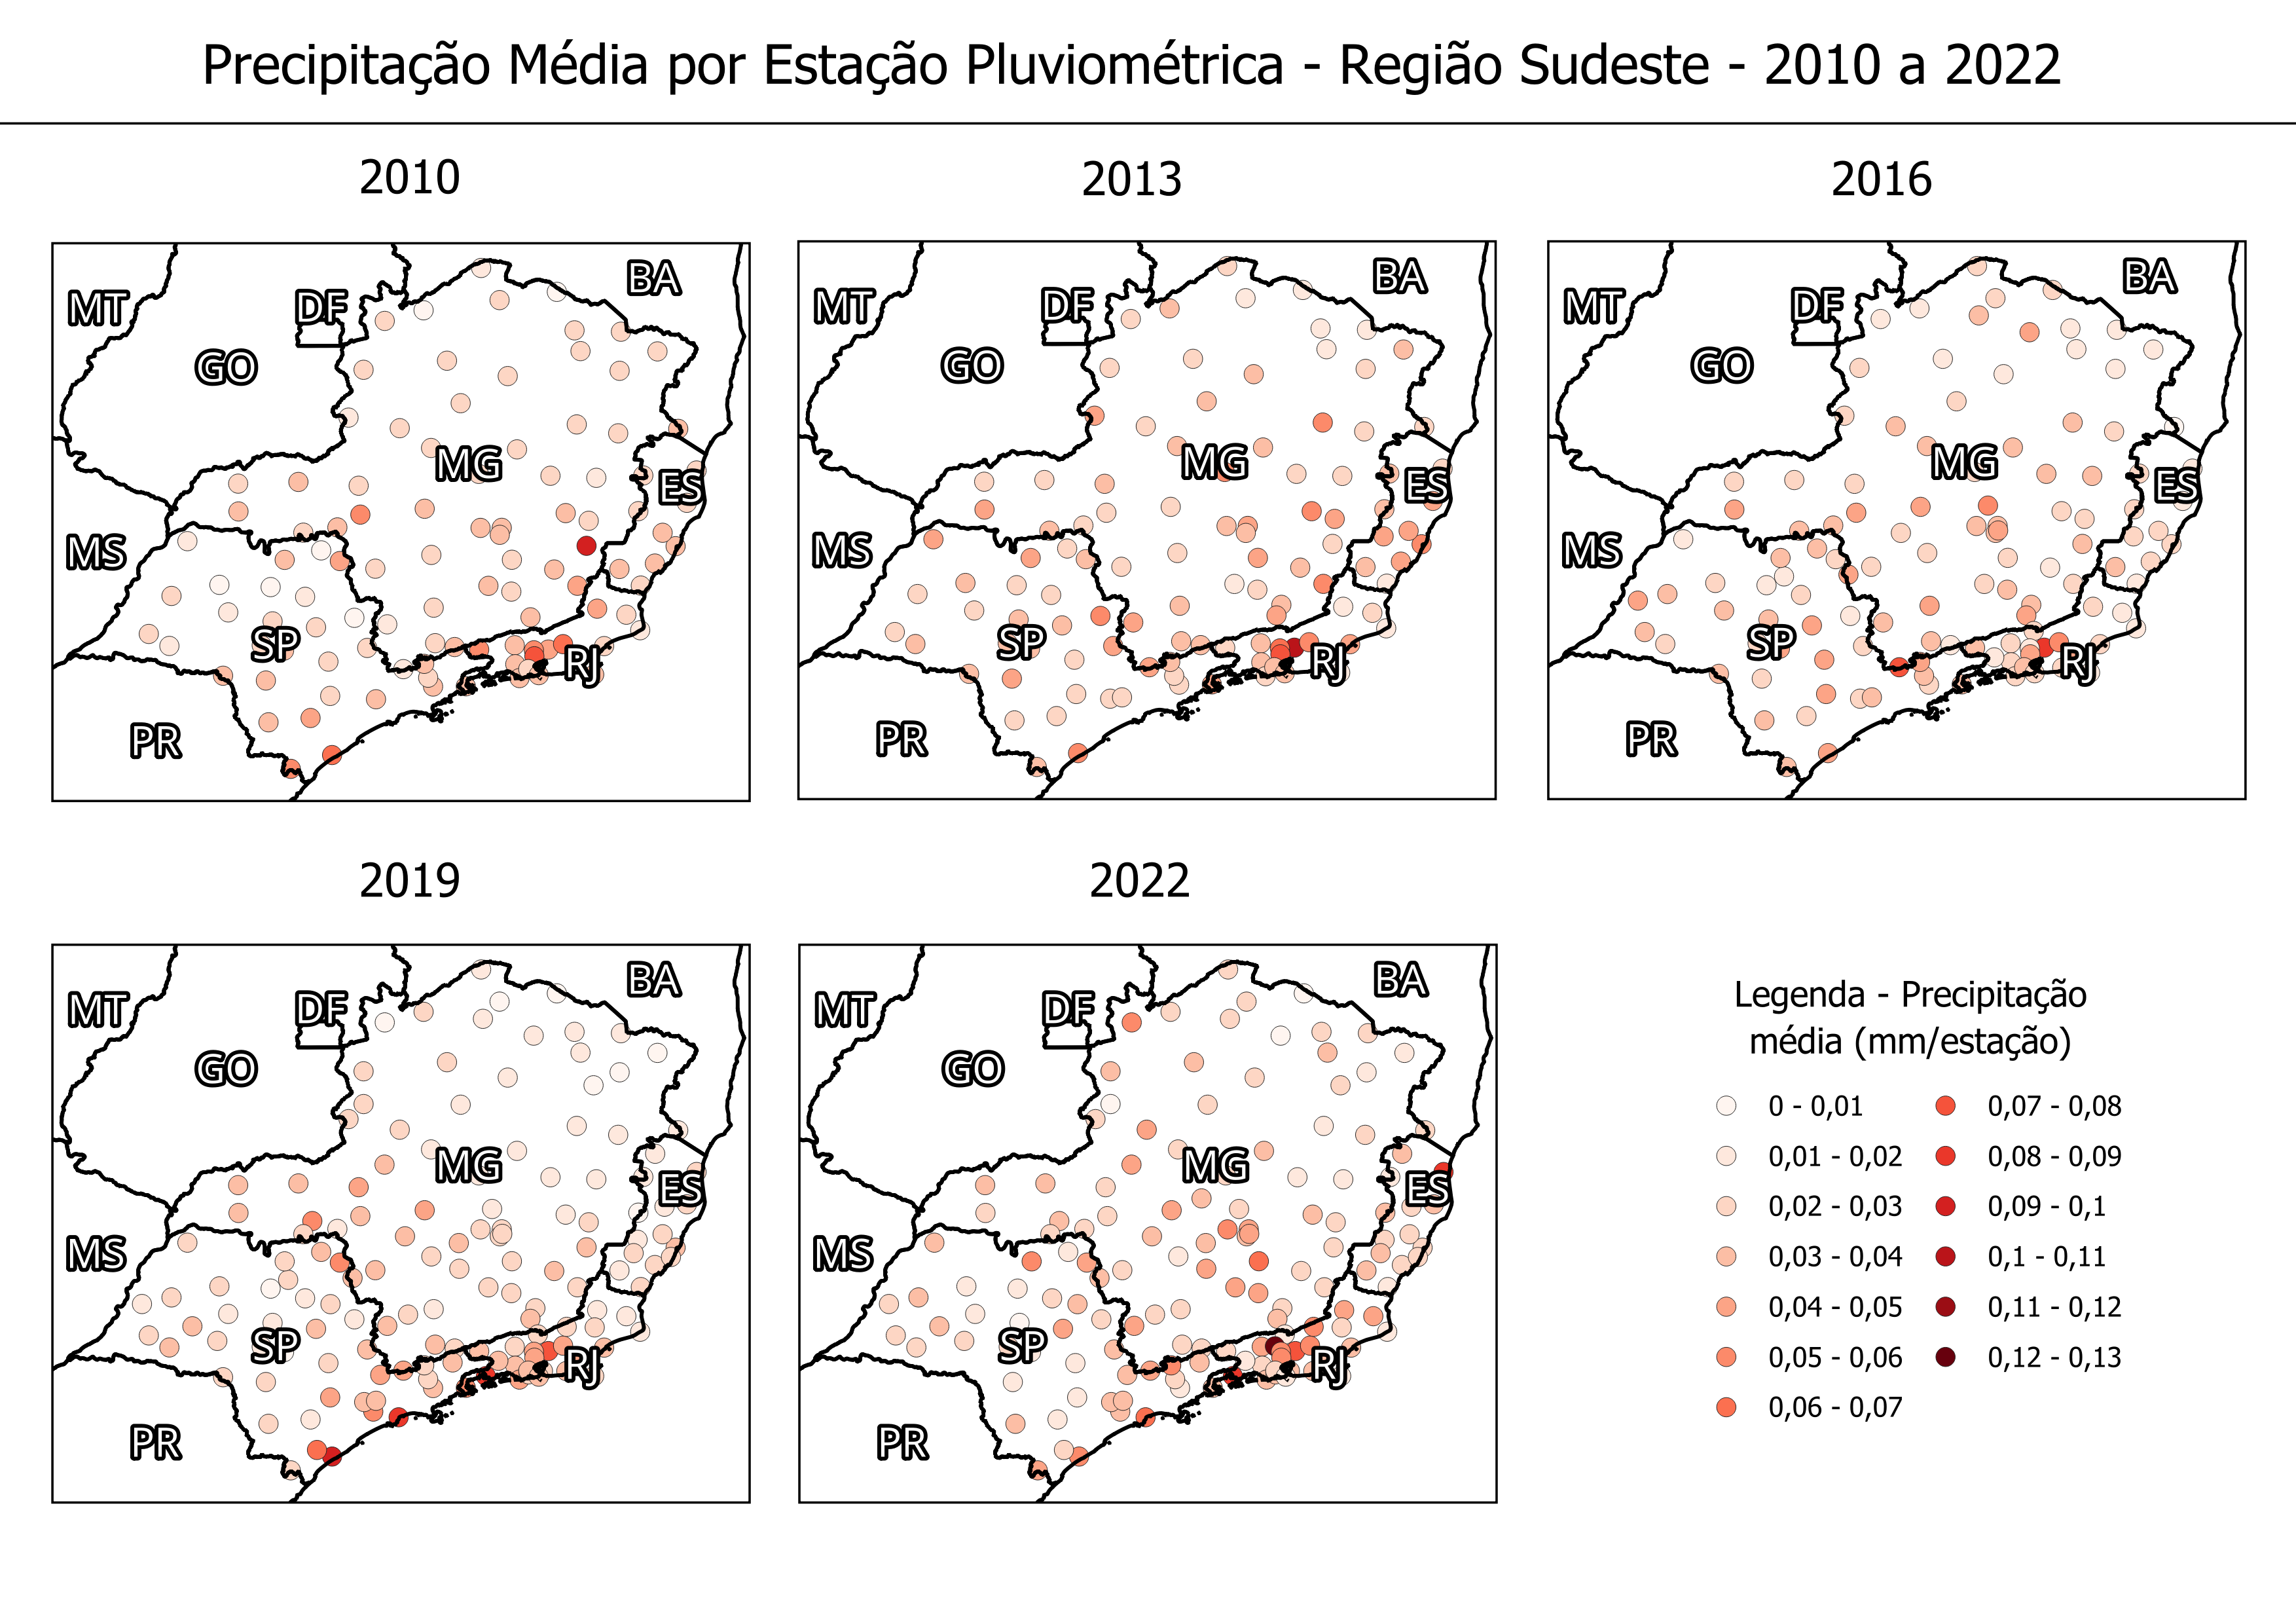 Precipitação Média por Estação Pluviométrica - Região Sudeste - 2010 a 2022
2010
2013
2016
MT
DF
BA
GO
MG
ES
MS
SP
RJ
PR
MT
DF
BA
GO
MG
ES
MS
SP
RJ
PR
MT
DF
BA
GO
MG
ES
MS
SP
RJ
PR
2019
2022
MT
DF
BA
GO
MG
ES
MS
SP
RJ
PR
MT
DF
BA
GO
MG
ES
MS
SP
RJ
PR
Legenda - Precipitação
média (mm/estação)
0 - 0,01
0,01 - 0,02
0,02 - 0,03
0,03 - 0,04
0,04 - 0,05
0,05 - 0,06
0,06 - 0,07
0,07 - 0,08
0,08 - 0,09
0,09 - 0,1
0,1 - 0,11
0,11 - 0,12
0,12 - 0,13